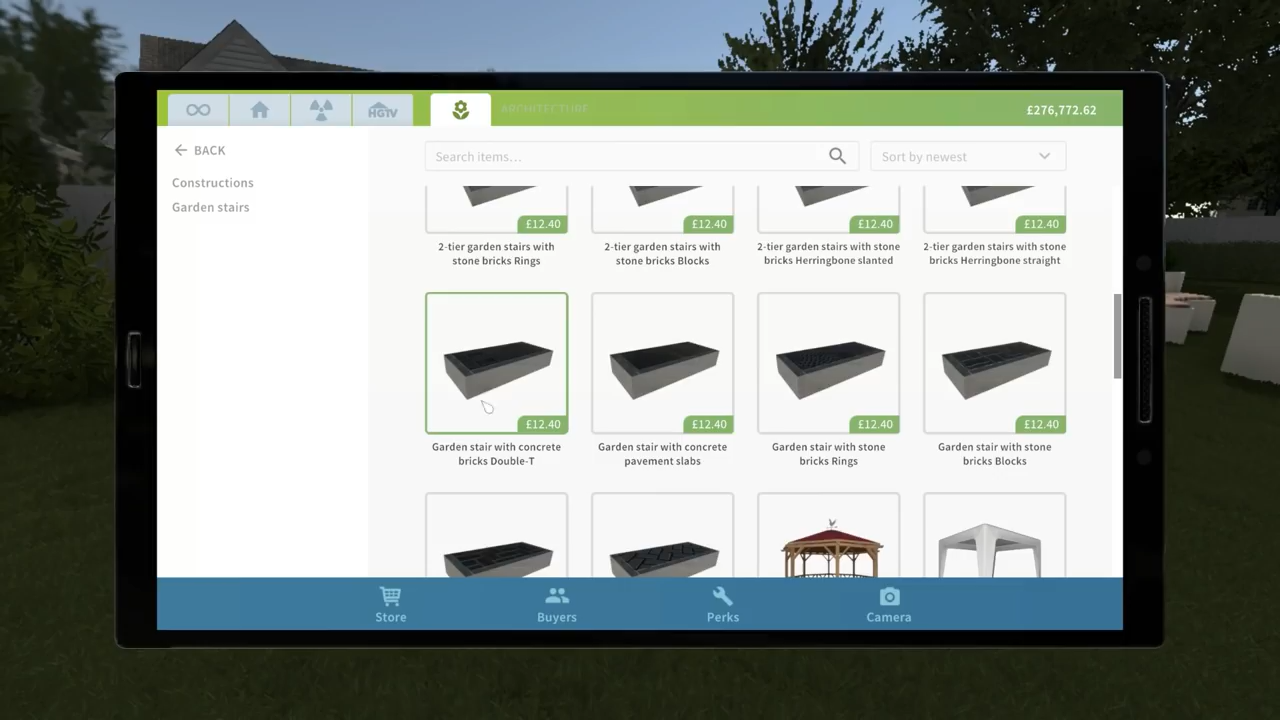 HGTV
ARCHITECTURE
£276,772.62
BACK
Search items...
Sort by newest
Constructions
Garden stairs
£12.40
£12.40
£12.40
£12.40
2-tier garden stairs with
stone bricks Rings
2-tier garden stairs with
stone bricks Blocks
2-tier garden stairs with stone
bricks Herringbone slanted
2-tier garden stairs with stone
bricks Herringbone straight
£12.40
£12.40
£12.40
£12.40
Garden stair with concrete
bricks Double-T
Garden stair with concrete
pavement slabs
Garden stair with stone
bricks Rings
Garden stair with stone
bricks Blocks
Store
Buyers
Perks
Camera